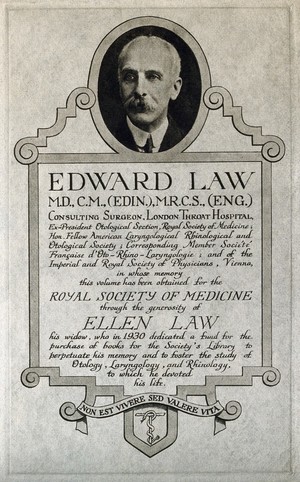 EDWARD LAW
M.D., C.M., (EDIN.), M.R.C.S., (ENG.)
CONSULTING SURGEON, LONDON THROAT HOSPITAL,
Ex-President Otological Section, Royal Society of Medicine;
Hon. Fellow American Laryngological Rhinological and
Otological Society; Corresponding Member Société
Française d'Oto-Rhino-Laryngologie; and of the
Imperial and Royal Society of Physicians, Vienna,
in whose memory
this volume has been obtained for the
ROYAL SOCIETY OF MEDICINE
through the generosity of
ELLEN LAW
his widow, who in 1930 dedicated a fund for the
purchase of books for the Society's Library to
perpetuate his memory and to foster the study of
Otology, Laryngology, and Rhinology,
to which he devoted
his life.
NON EST VIVERE SED VALERE VITA